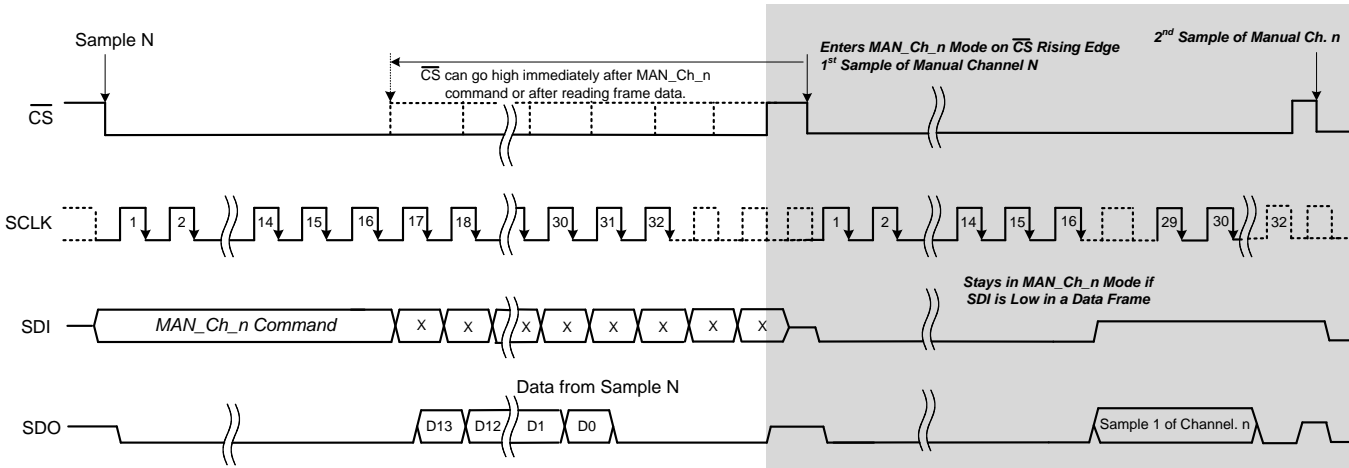 Sample N
Enters MAN_Ch_n Mode on CS Rising Edge
1st Sample of Manual Channel N
2nd Sample of Manual Ch. n
CS can go high immediately after MAN_Ch_n
command or after reading frame data.
CS
SCLK
1 2 14 15 16 17 18 30 31 32 1 2 14 15 16 29 30 32
Stays in MAN_Ch_n Mode if
SDI is Low in a Data Frame
SDI
MAN_Ch_n Command X X X X X X X X
Data from Sample N
SDO
D13 D12 D1 D0 Sample 1 of Channel. n